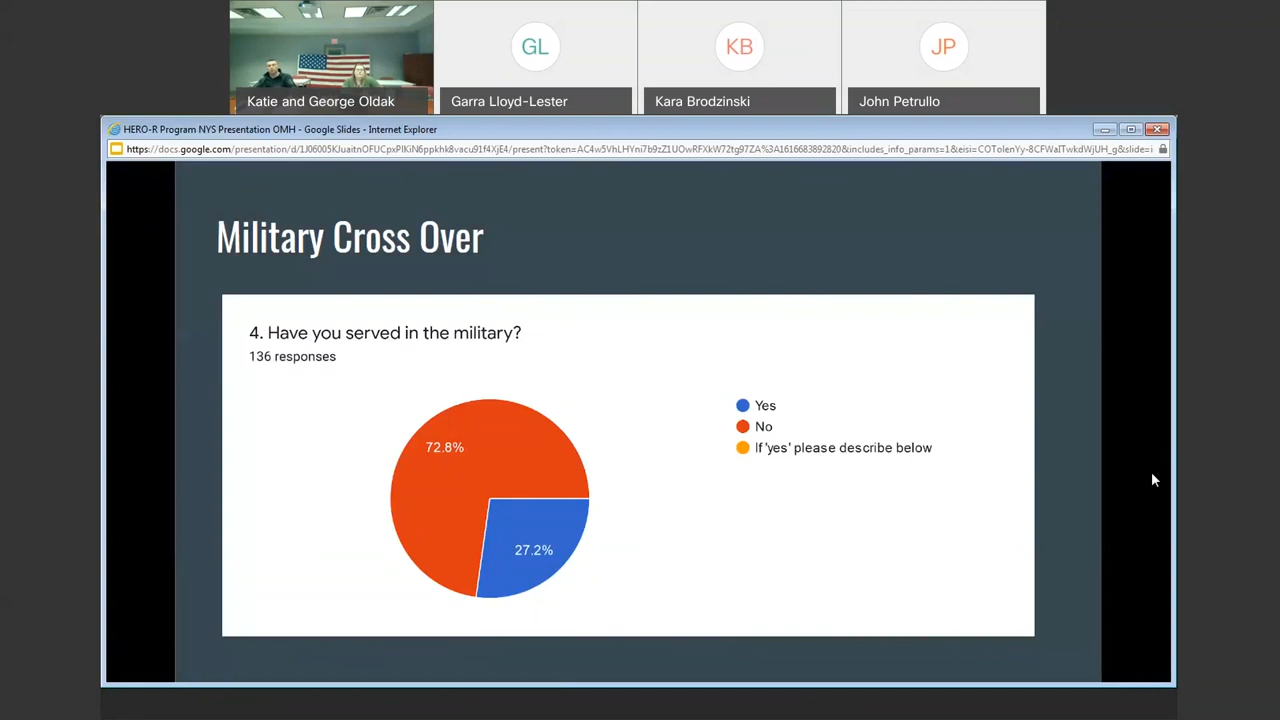 GL
KB
JP
Katie and George Oldak
Garra Lloyd-Lester
Kara Brodzinski
John Petrullo
HERO-R Program NYS Presentation OMH - Google Slides - Internet Explorer
Military Cross Over
4. Have you served in the military?
136 responses
Yes
No
If 'yes' please describe below
72.8%
27.2%